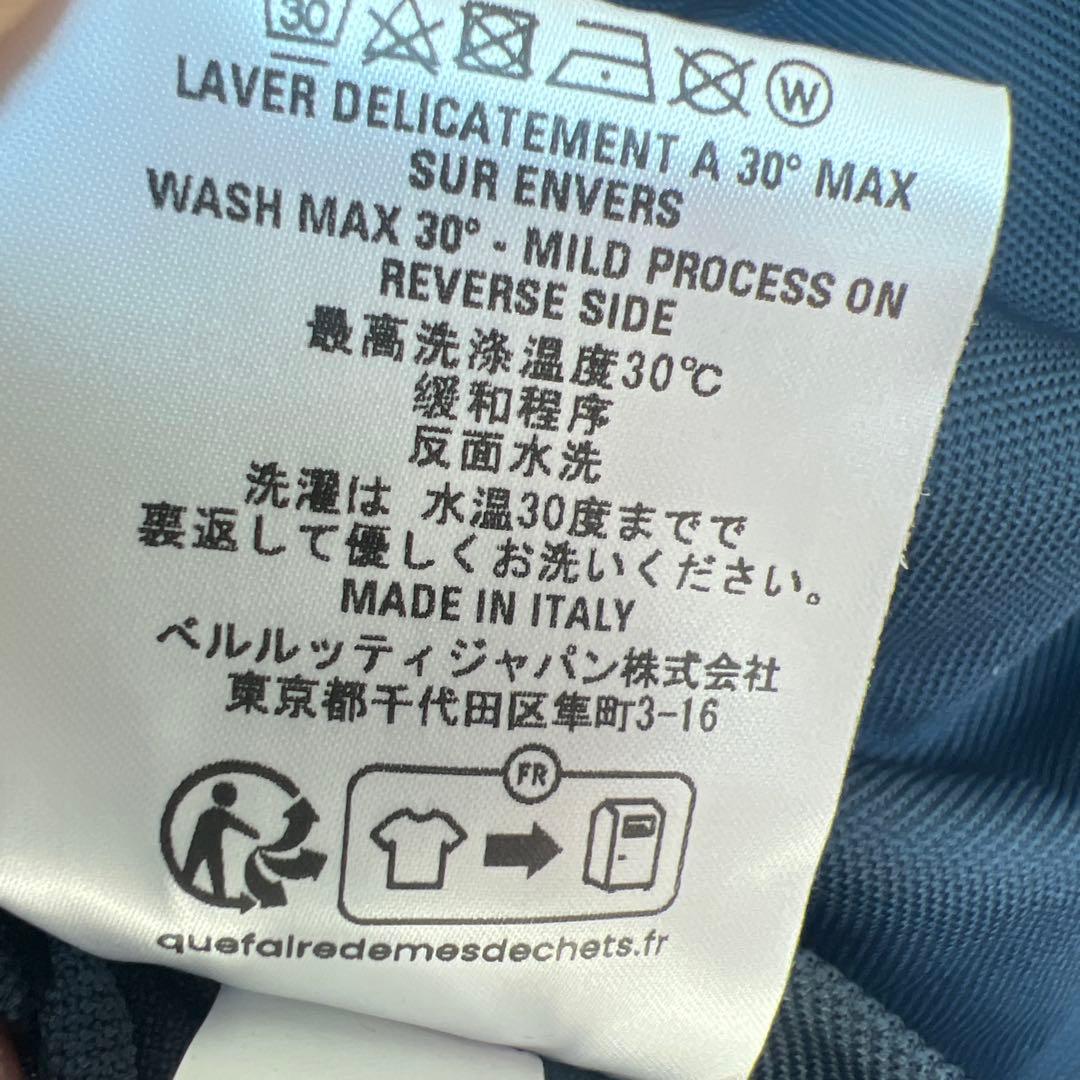 30
W
LAVER DELICATEMENT A 30° MAX
SUR ENVERS
WASH MAX 30° - MILD PROCESS ON
REVERSE SIDE
最高洗涤温度30℃
缓和程序
反面水洗
洗濯は 水温30度までで
裏返して優しくお洗いください。
MADE IN ITALY
ベルルッティジャパン株式会社
東京都千代田区隼町3-16
FR
quefairedemesdechets.fr